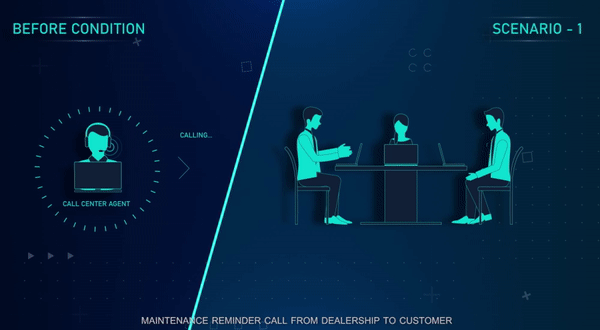 BEFORE CONDITION
SCENARIO - 1
CALLING...
CALL CENTER AGENT
MAINTENANCE REMINDER CALL FROM DEALERSHIP TO CUSTOMER